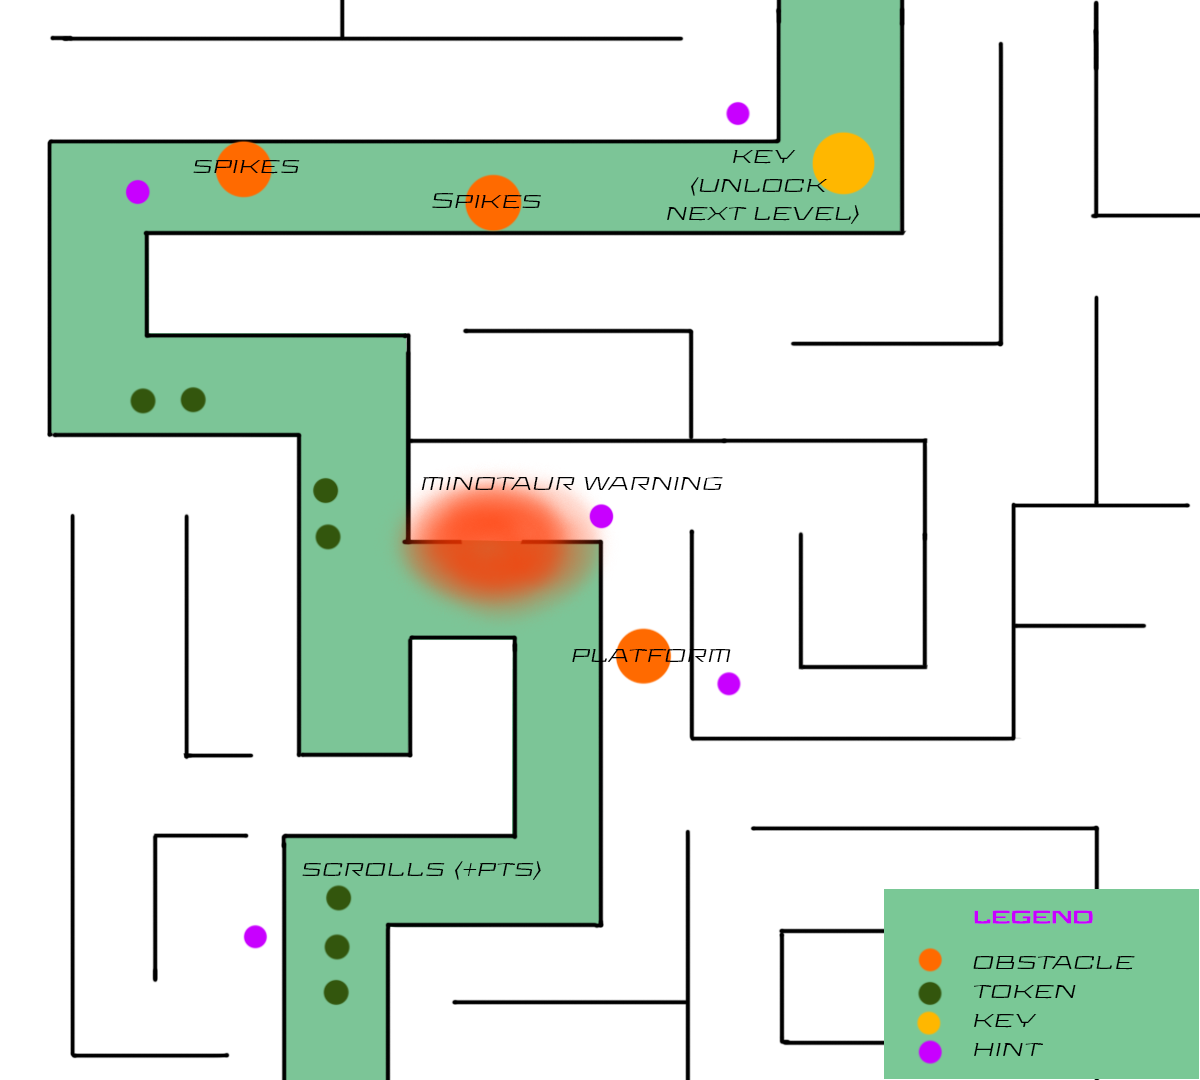 SPIKES
SPIKES
KEY
(UNLOCK
NEXT LEVEL)
MINOTAUR WARNING
PLATFORM
SCROLLS (+PTS)
LEGEND
OBSTACLE
TOKEN
KEY
HINT